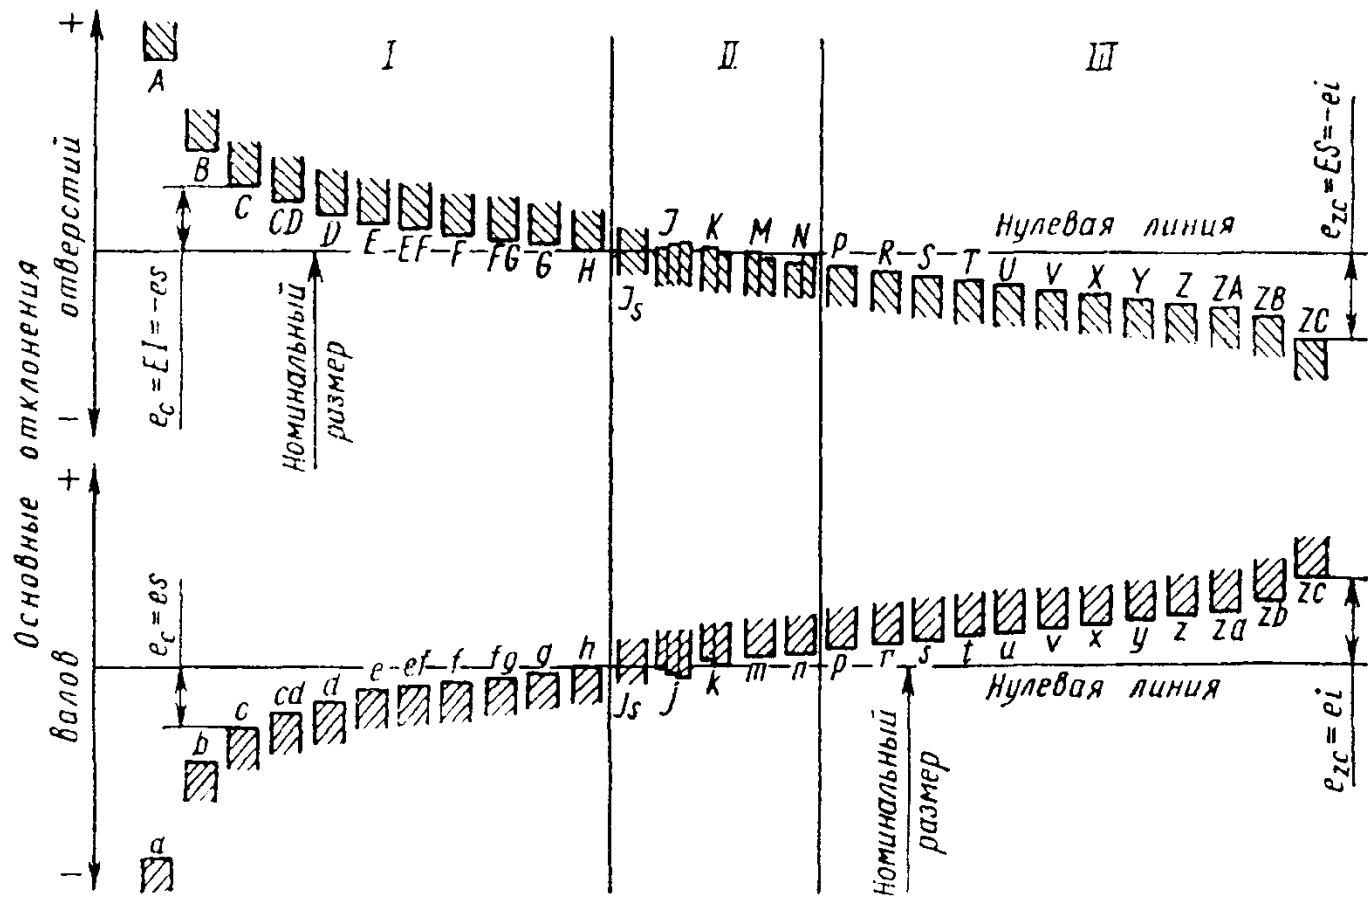 +
I
II
III
A
B
C
CD
D
E
EF
F
FG
G
H
Js
J
K
M
N
P
R
S
T
U
V
X
Y
Z
ZA
ZB
ZC
Нулевая линия
e_c = EI = -es
Номинальный
размер
e_zc = ES = -ei
−
Основные отклонения
отверстий
валов
+
e_c = es
a
b
c
cd
d
e
ef
f
fg
g
h
Js
j
k
m
n
p
r
s
t
u
v
x
y
z
za
zb
zc
Нулевая линия
Номинальный
размер
e_zc = ei
−